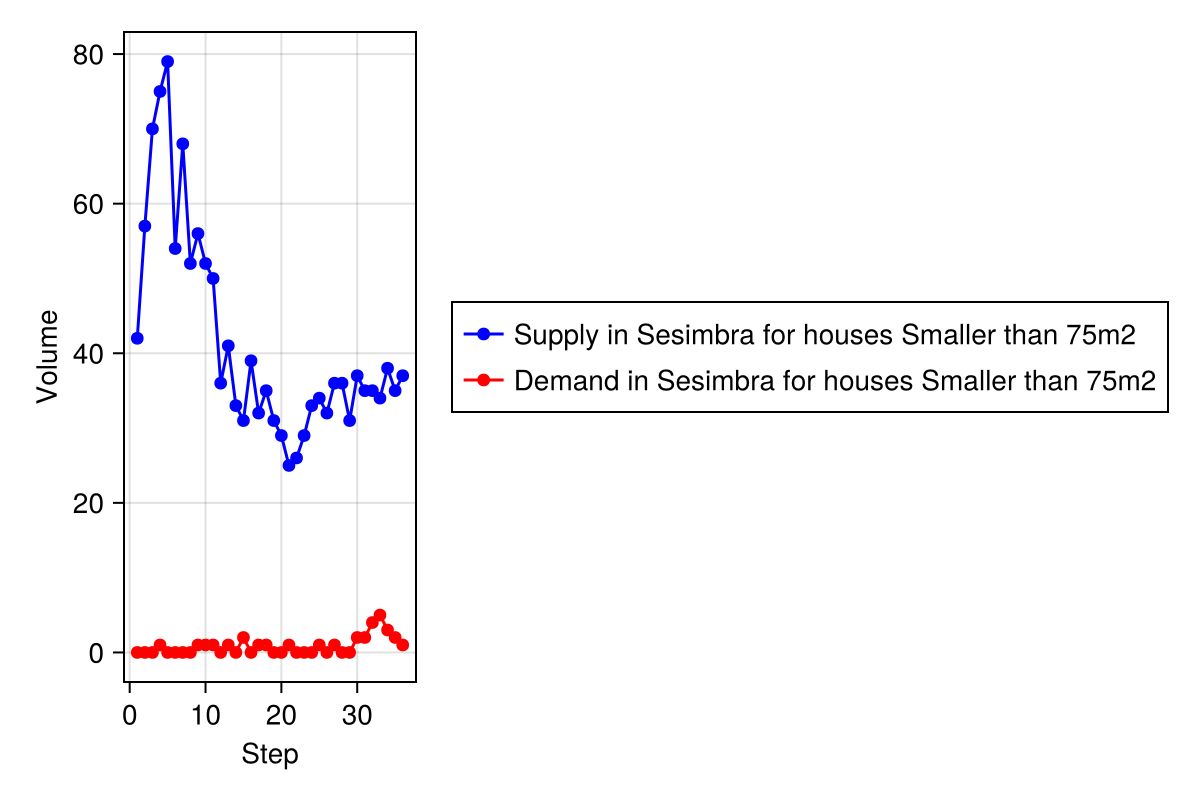 80
60
40
20
0
Volume
0 10 20 30
Step
Supply in Sesimbra for houses Smaller than 75m2
Demand in Sesimbra for houses Smaller than 75m2